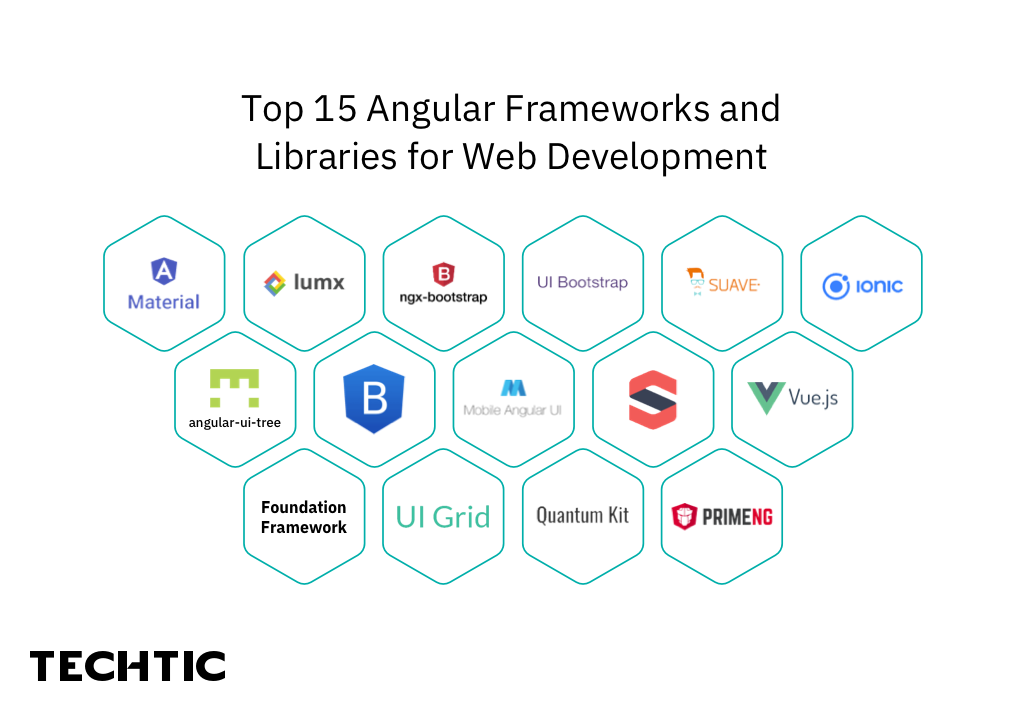 Top 15 Angular Frameworks and
Libraries for Web Development
A
Material
lumx
B
ngx-bootstrap
UI Bootstrap
SUAVE
IONIC
angular-ui-tree
B
Mobile Angular UI
Vue.js
Foundation
Framework
UI Grid
Quantum Kit
PRIMENG
TECHTIC